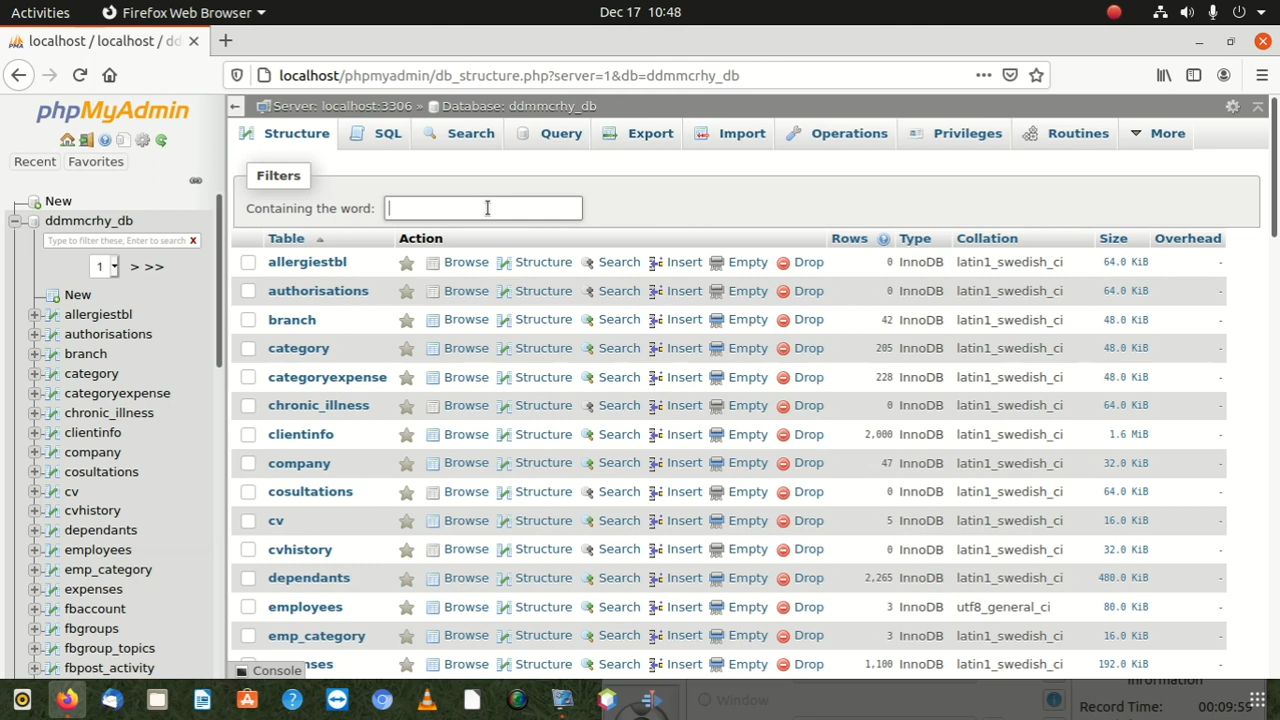 Activities Firefox Web Browser Dec 17 10:48
localhost / localhost / dd
localhost/phpmyadmin/db_structure.php?server=1&db=ddmmcrhy_db
phpMyAdmin
Recent Favorites
New
ddmmcrhy_db
Type to filter these, Enter to search X
1 > >>
New
allergiestbl
authorisations
branch
category
categoryexpense
chronic_illness
clientinfo
company
cosultations
cv
cvhistory
dependants
employees
emp_category
expenses
fbaccount
fbgroups
fbgroup_topics
fbpost_activity
Server: localhost:3306 » Database: ddmmcrhy_db
Structure SQL Search Query Export Import Operations Privileges Routines More
Filters
Containing the word:
Table Action Rows Type Collation Size Overhead
allergiestbl Browse Structure Search Insert Empty Drop 0 InnoDB latin1_swedish_ci 64.0 KiB -
authorisations Browse Structure Search Insert Empty Drop 0 InnoDB latin1_swedish_ci 64.0 KiB -
branch Browse Structure Search Insert Empty Drop 42 InnoDB latin1_swedish_ci 48.0 KiB -
category Browse Structure Search Insert Empty Drop 205 InnoDB latin1_swedish_ci 48.0 KiB -
categoryexpense Browse Structure Search Insert Empty Drop 228 InnoDB latin1_swedish_ci 48.0 KiB -
chronic_illness Browse Structure Search Insert Empty Drop 0 InnoDB latin1_swedish_ci 64.0 KiB -
clientinfo Browse Structure Search Insert Empty Drop 2,000 InnoDB latin1_swedish_ci 1.6 MiB -
company Browse Structure Search Insert Empty Drop 47 InnoDB latin1_swedish_ci 32.0 KiB -
cosultations Browse Structure Search Insert Empty Drop 0 InnoDB latin1_swedish_ci 64.0 KiB -
cv Browse Structure Search Insert Empty Drop 5 InnoDB latin1_swedish_ci 16.0 KiB -
cvhistory Browse Structure Search Insert Empty Drop 0 InnoDB latin1_swedish_ci 32.0 KiB -
dependants Browse Structure Search Insert Empty Drop 2,265 InnoDB latin1_swedish_ci 480.0 KiB -
employees Browse Structure Search Insert Empty Drop 3 InnoDB utf8_general_ci 80.0 KiB -
emp_category Browse Structure Search Insert Empty Drop 3 InnoDB latin1_swedish_ci 16.0 KiB -
nses Browse Structure Search Insert Empty Drop 1,100 InnoDB latin1_swedish_ci 192.0 KiB -
Console
Window
Information
Record Time: 00:09:59